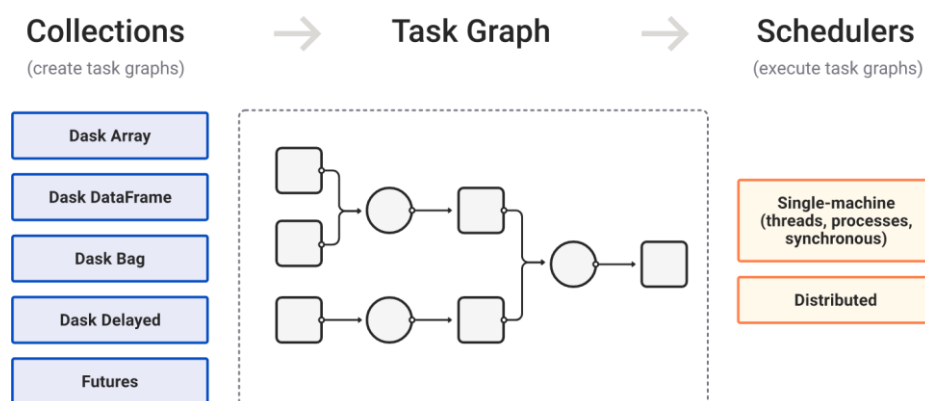 Collections
(create task graphs)
Task Graph
Schedulers
(execute task graphs)
Dask Array
Dask DataFrame
Dask Bag
Dask Delayed
Futures
Single-machine
(threads, processes,
synchronous)
Distributed